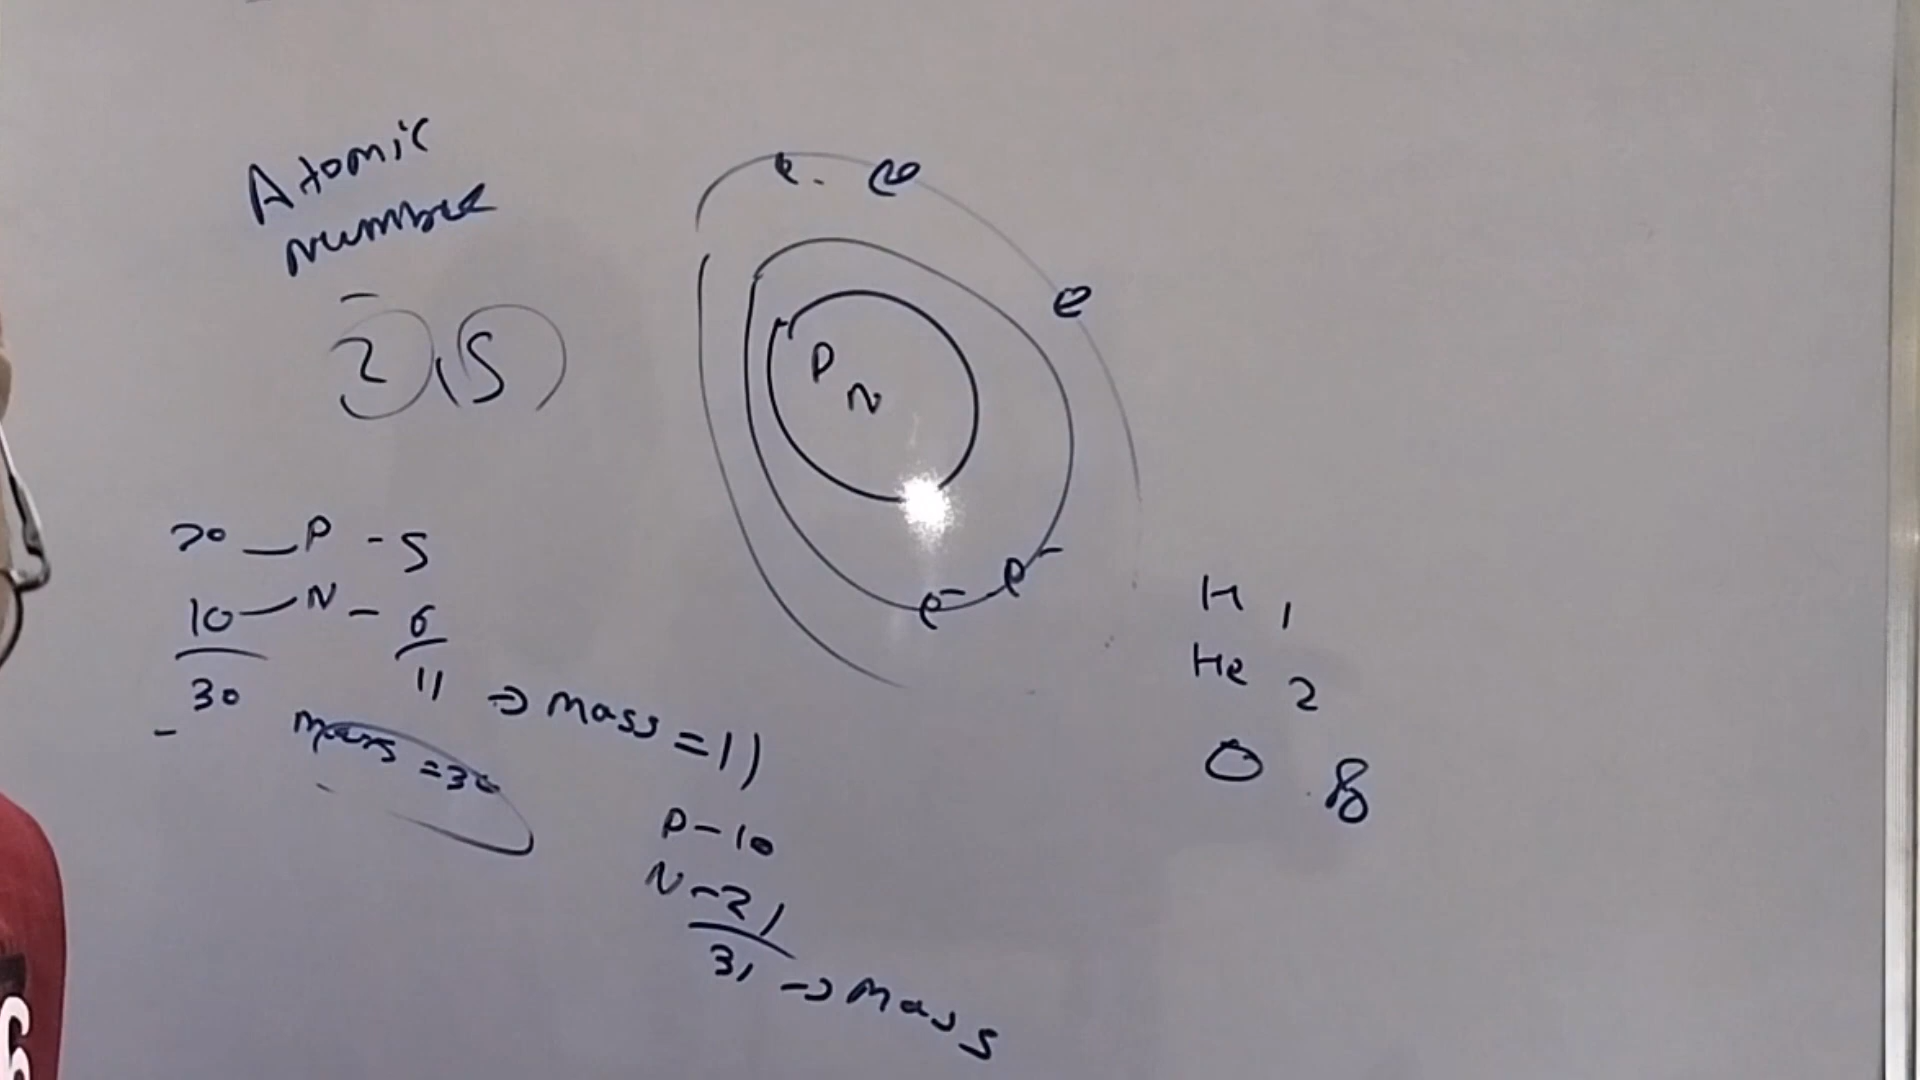 Atomic
number
2, 5
e. e
e
P
N
e- e-
20 — P - 5
10 — N - 6
30 11 → mass = 11
mass = 30
P - 10
N - 21
31 → mass
H 1
He 2
O 8